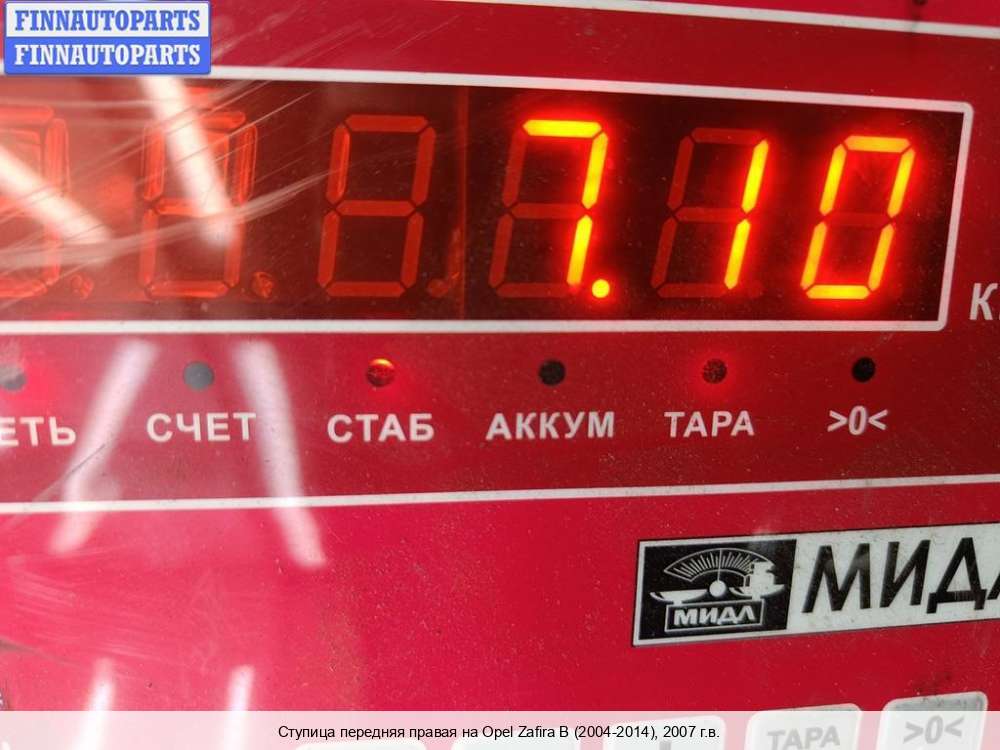 FINNAUTOPARTS
FINNAUTOPARTS
7.10
СЧЕТ СТАБ АККУМ ТАРА >0<
МИДЛ
ТАРА >0<
Ступица передняя правая на Opel Zafira B (2004-2014), 2007 г.в.